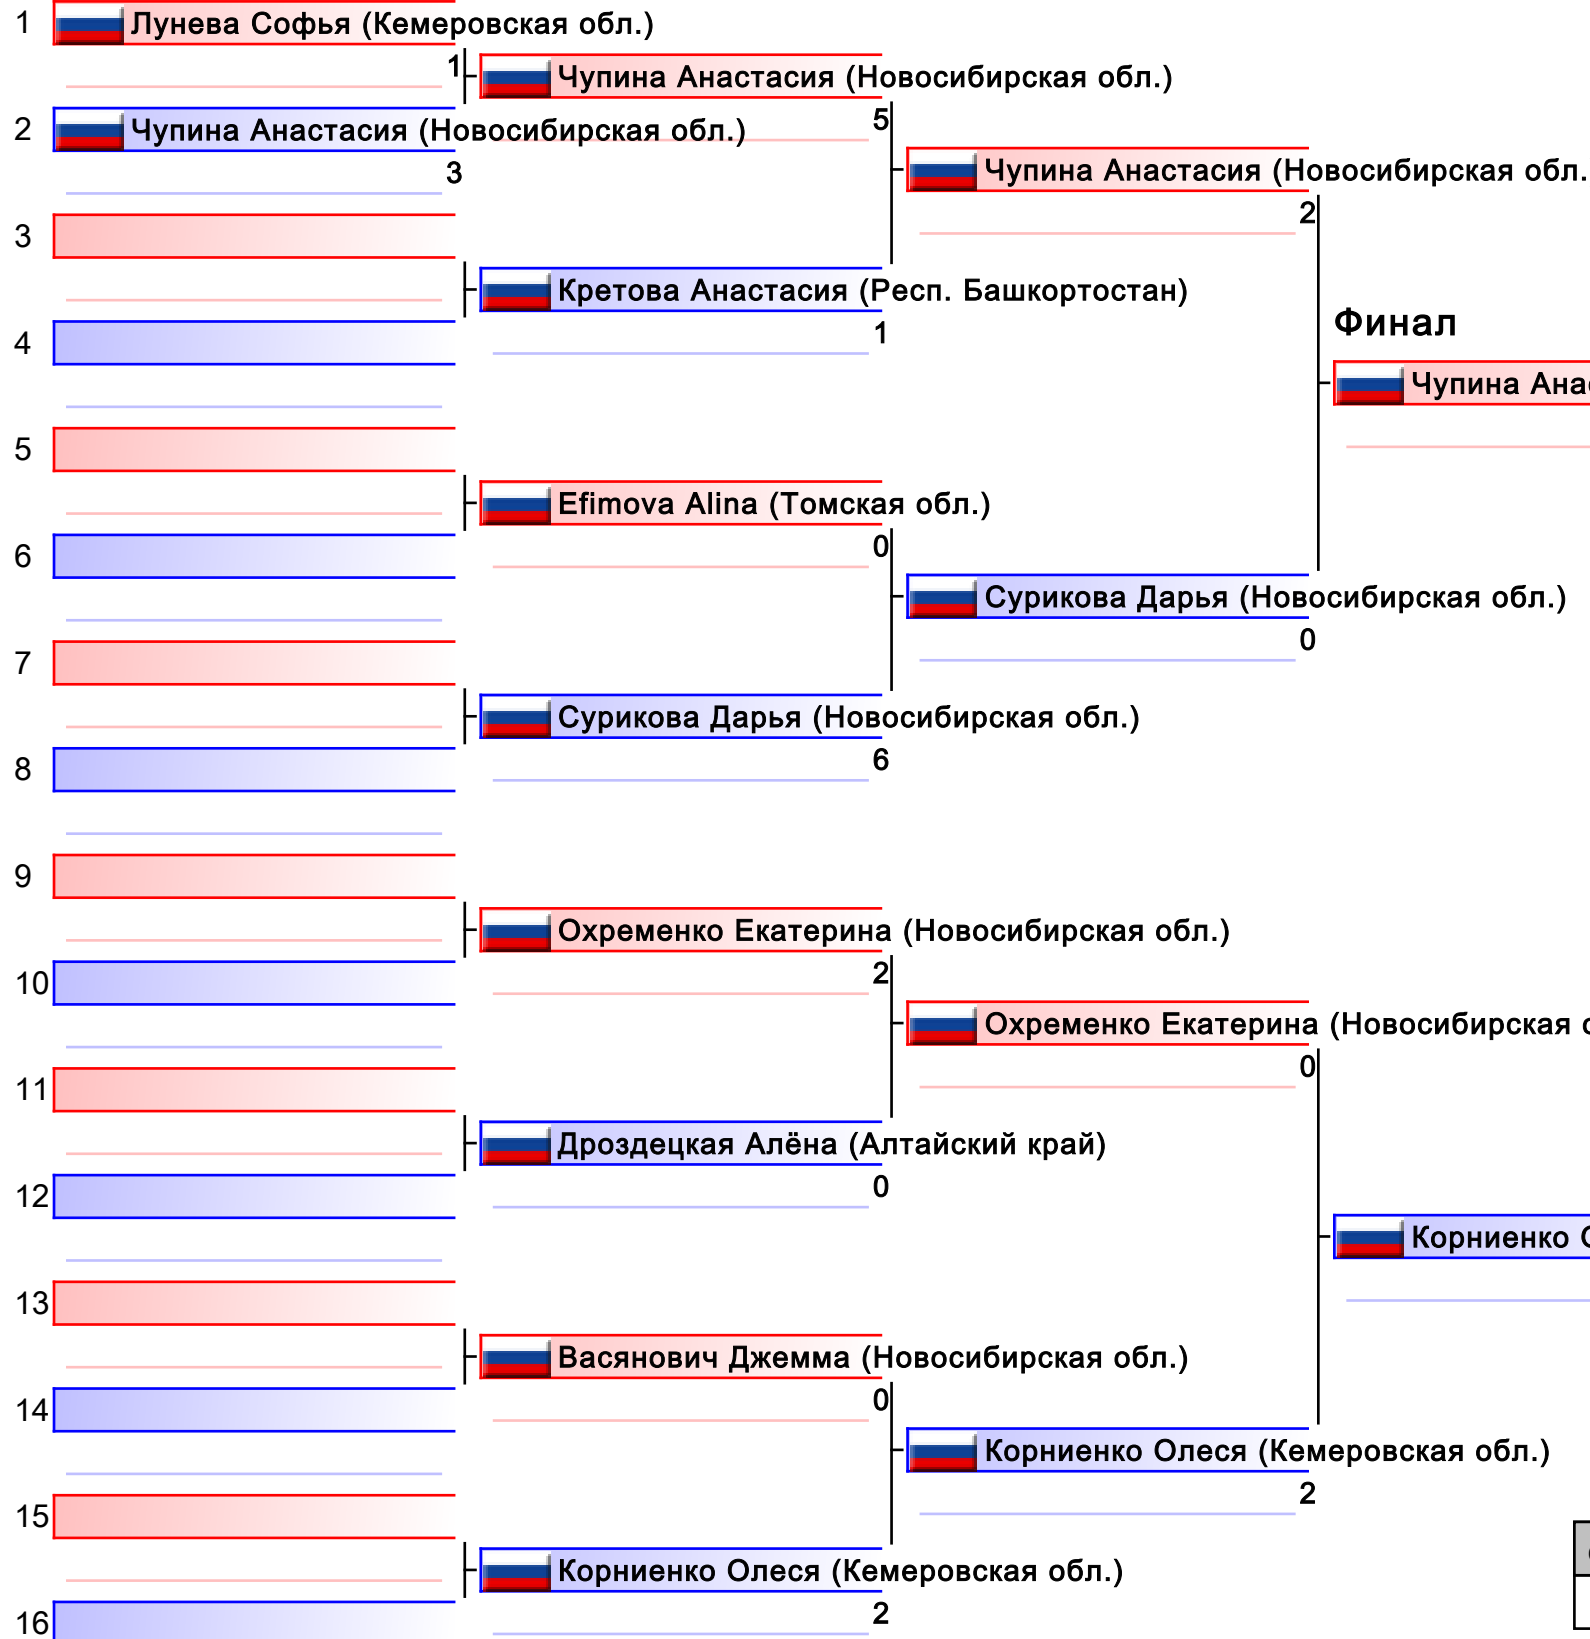 1 Лунева Софья (Кемеровская обл.)
1 Чупина Анастасия (Новосибирская обл.)
2 Чупина Анастасия (Новосибирская обл.)
5
3
Чупина Анастасия (Новосибирская обл.
2
3
Кретова Анастасия (Респ. Башкортостан)
1
4
Финал
Чупина
5
Efimova Alina (Томская обл.)
0
6
Сурикова Дарья (Новосибирская обл.)
0
7
Сурикова Дарья (Новосибирская обл.)
6
8
9
Охременко Екатерина (Новосибирская обл.)
2
10
Охременко Екатерина (Новосибирская
0
11
Дроздецкая Алёна (Алтайский край)
0
12
Корниенко
13
Васянович Джемма (Новосибирская обл.)
0
14
Корниенко Олеся (Кемеровская обл.)
2
15
Корниенко Олеся (Кемеровская обл.)
2
16